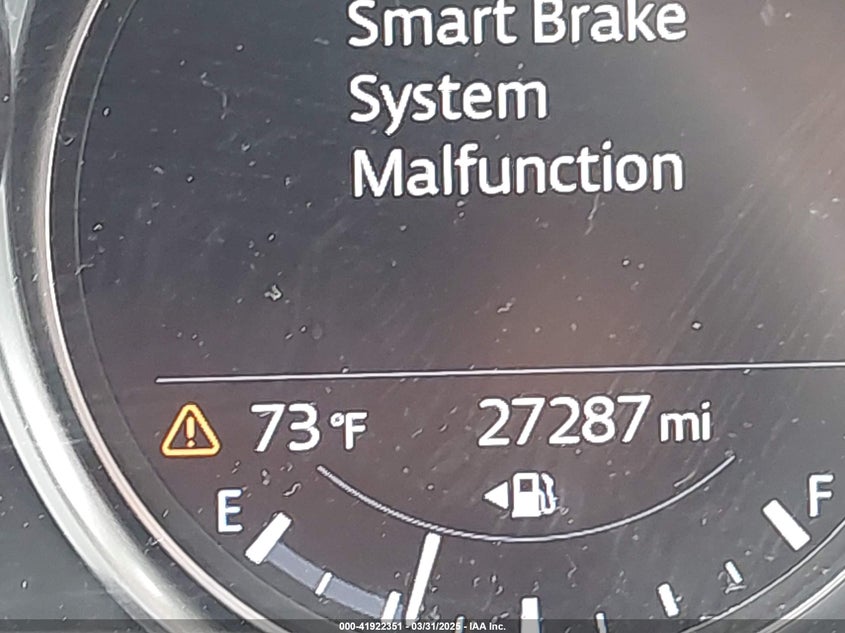 Smart Brake
System
Malfunction
73 °F 27287 mi
E F
000-41922351 - 03/31/2025 - IAA Inc.